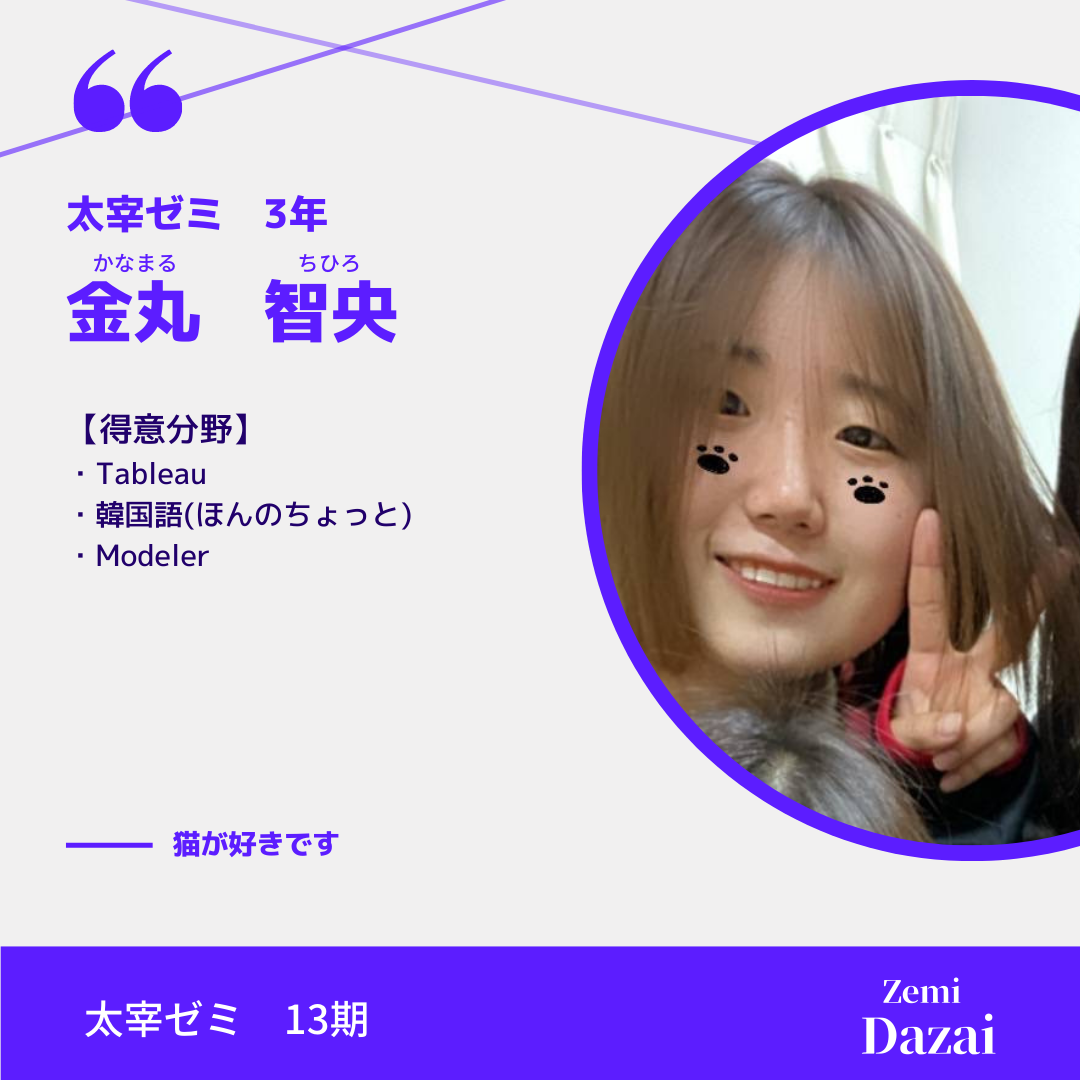 太宰ゼミ　3年
かなまる　ちひろ
金丸　智央
【得意分野】
・Tableau
・韓国語(ほんのちょっと)
・Modeler
猫が好きです
太宰ゼミ　13期
Zemi
Dazai